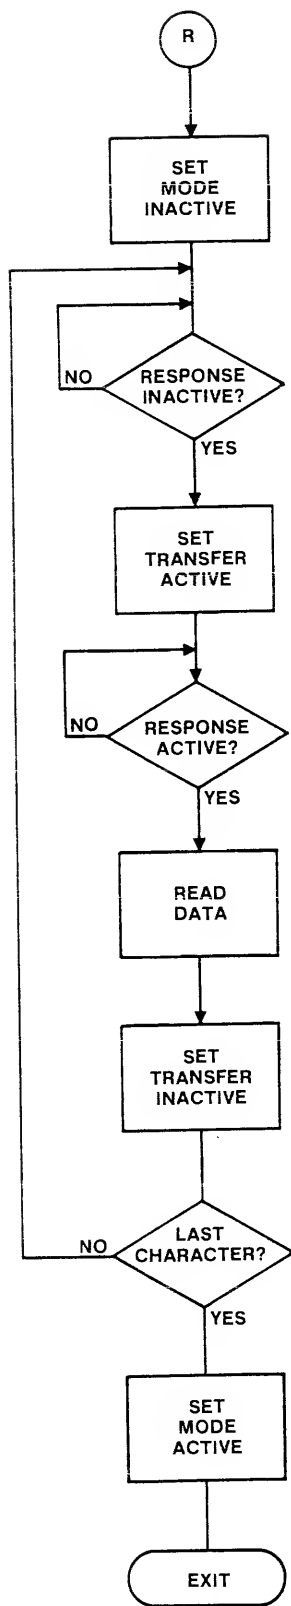 R
SET
MODE
INACTIVE
RESPONSE
INACTIVE?
NO
YES
SET
TRANSFER
ACTIVE
RESPONSE
ACTIVE?
NO
YES
READ
DATA
SET
TRANSFER
INACTIVE
LAST
CHARACTER?
NO
YES
SET
MODE
ACTIVE
EXIT